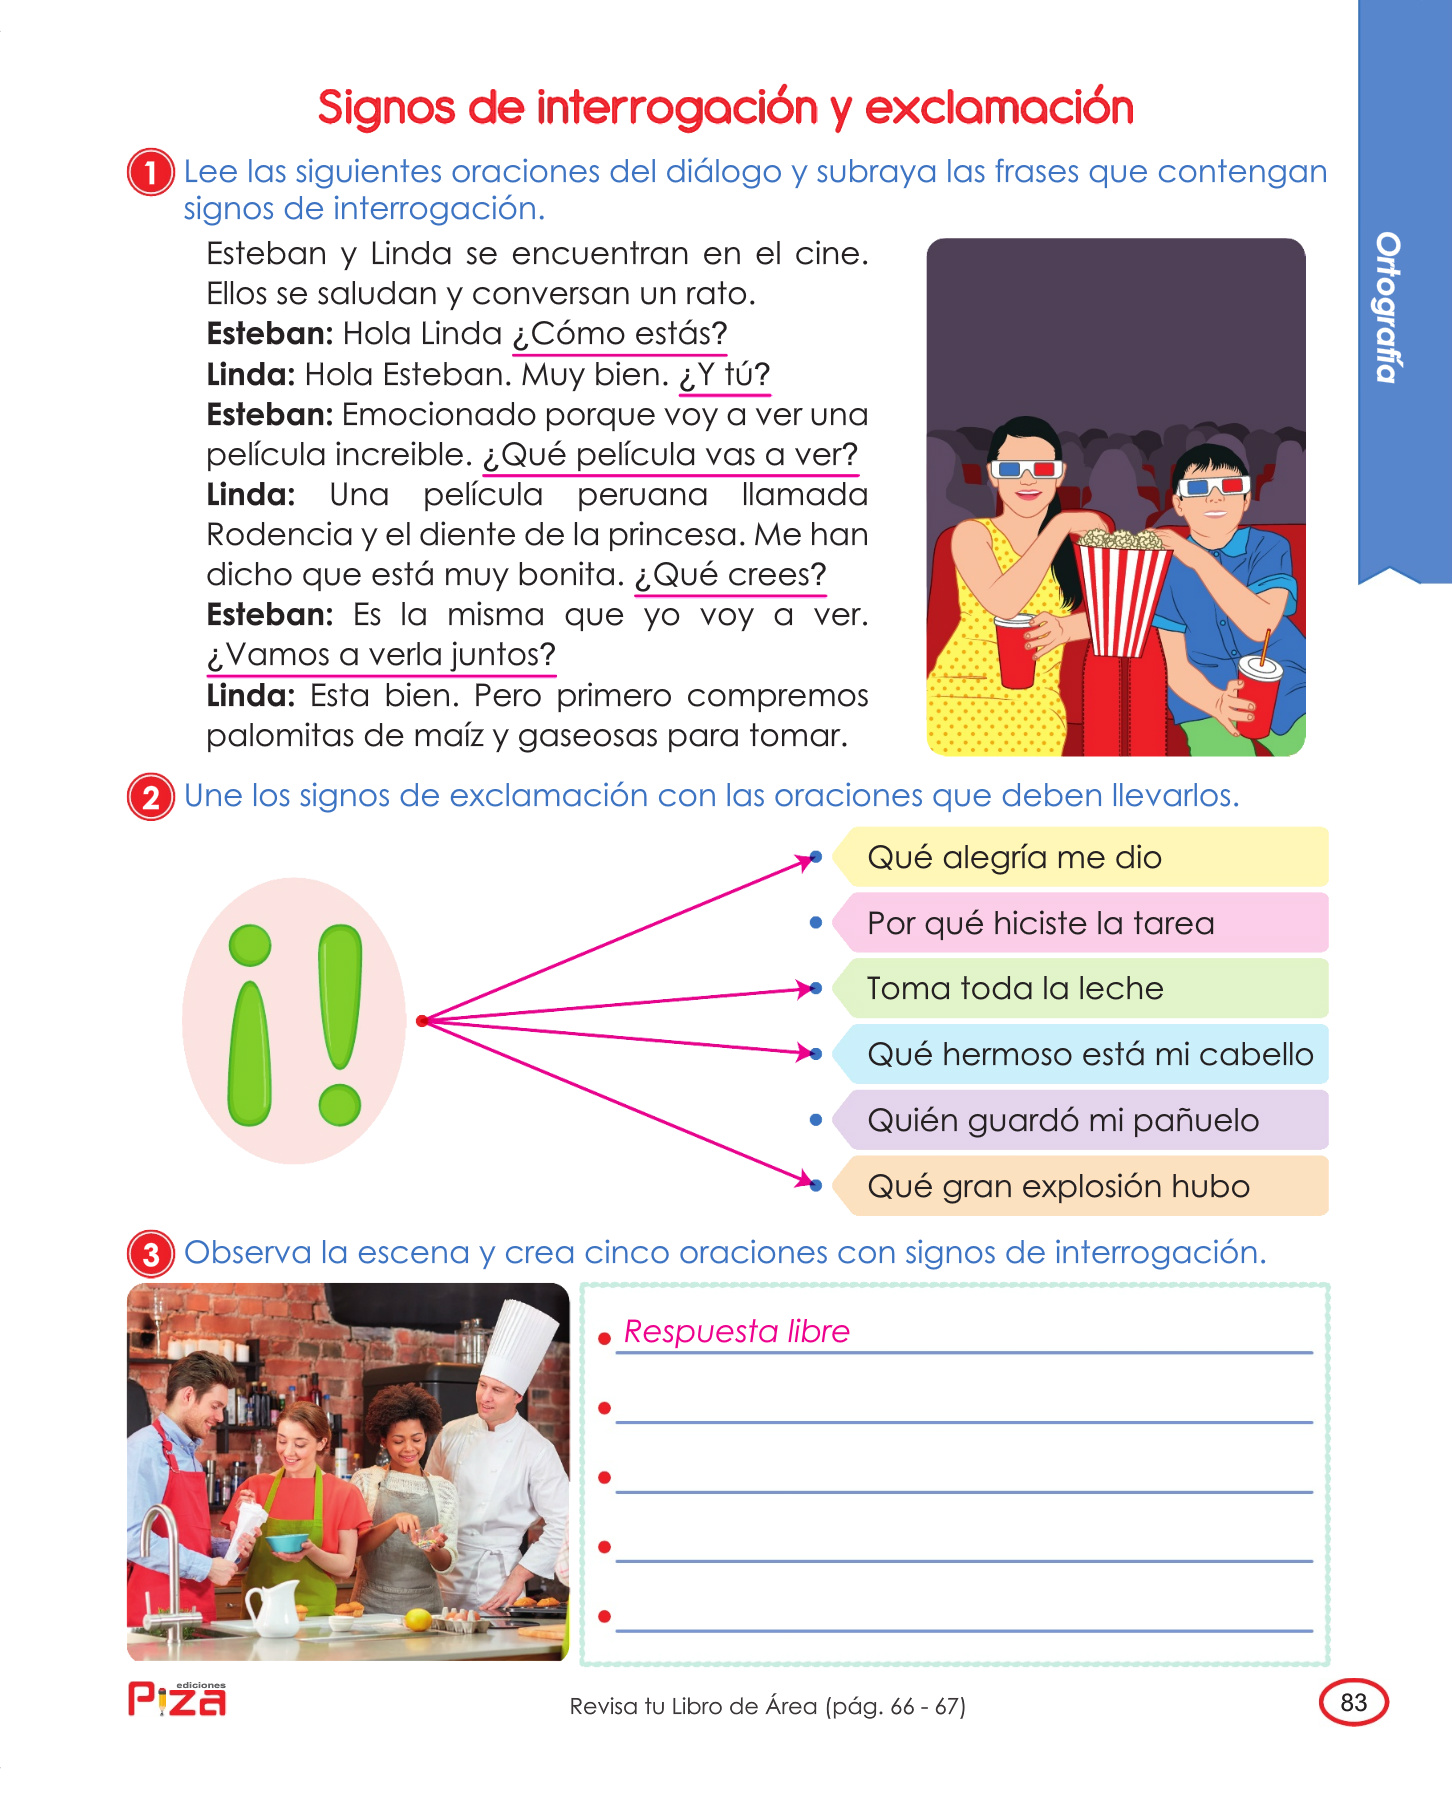 Signos de interrogación y exclamación
1 Lee las siguientes oraciones del diálogo y subraya las frases que contengan
signos de interrogación.
Esteban y Linda se encuentran en el cine.
Ellos se saludan y conversan un rato.
Esteban: Hola Linda ¿Cómo estás?
Linda: Hola Esteban. Muy bien. ¿Y tú?
Esteban: Emocionado porque voy a ver una
película increible. ¿Qué película vas a ver?
Linda: Una película peruana llamada
Rodencia y el diente de la princesa. Me han
dicho que está muy bonita. ¿Qué crees?
Esteban: Es la misma que yo voy a ver.
¿Vamos a verla juntos?
Linda: Esta bien. Pero primero compremos
palomitas de maíz y gaseosas para tomar.
Ortografía
2 Une los signos de exclamación con las oraciones que deben llevarlos.
¡!
Qué alegría me dio
Por qué hiciste la tarea
Toma toda la leche
Qué hermoso está mi cabello
Quién guardó mi pañuelo
Qué gran explosión hubo
3 Observa la escena y crea cinco oraciones con signos de interrogación.
Respuesta libre
ediciones
Piza
Revisa tu Libro de Área (pág. 66 - 67)
83